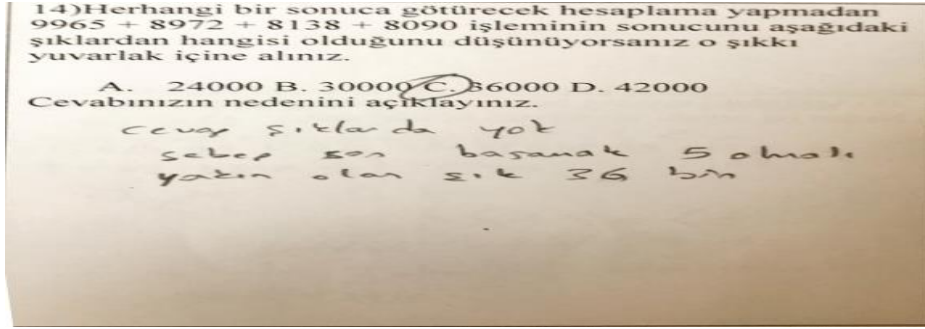 14)Herhangi bir sonuca götürecek hesaplama yapmadan
9965 + 8972 + 8138 + 8090 işleminin sonucunu aşağıdaki
şıklardan hangisi olduğunu düşünüyorsanız o şıkkı
yuvarlak içine alınız.
A. 24000 B. 30000 C. 36000 D. 42000
Cevabınızın nedenini açıklayınız.
cevap şıklarda yok
sebep son basamak 5 olmalı
yakın olan şık 36 bin